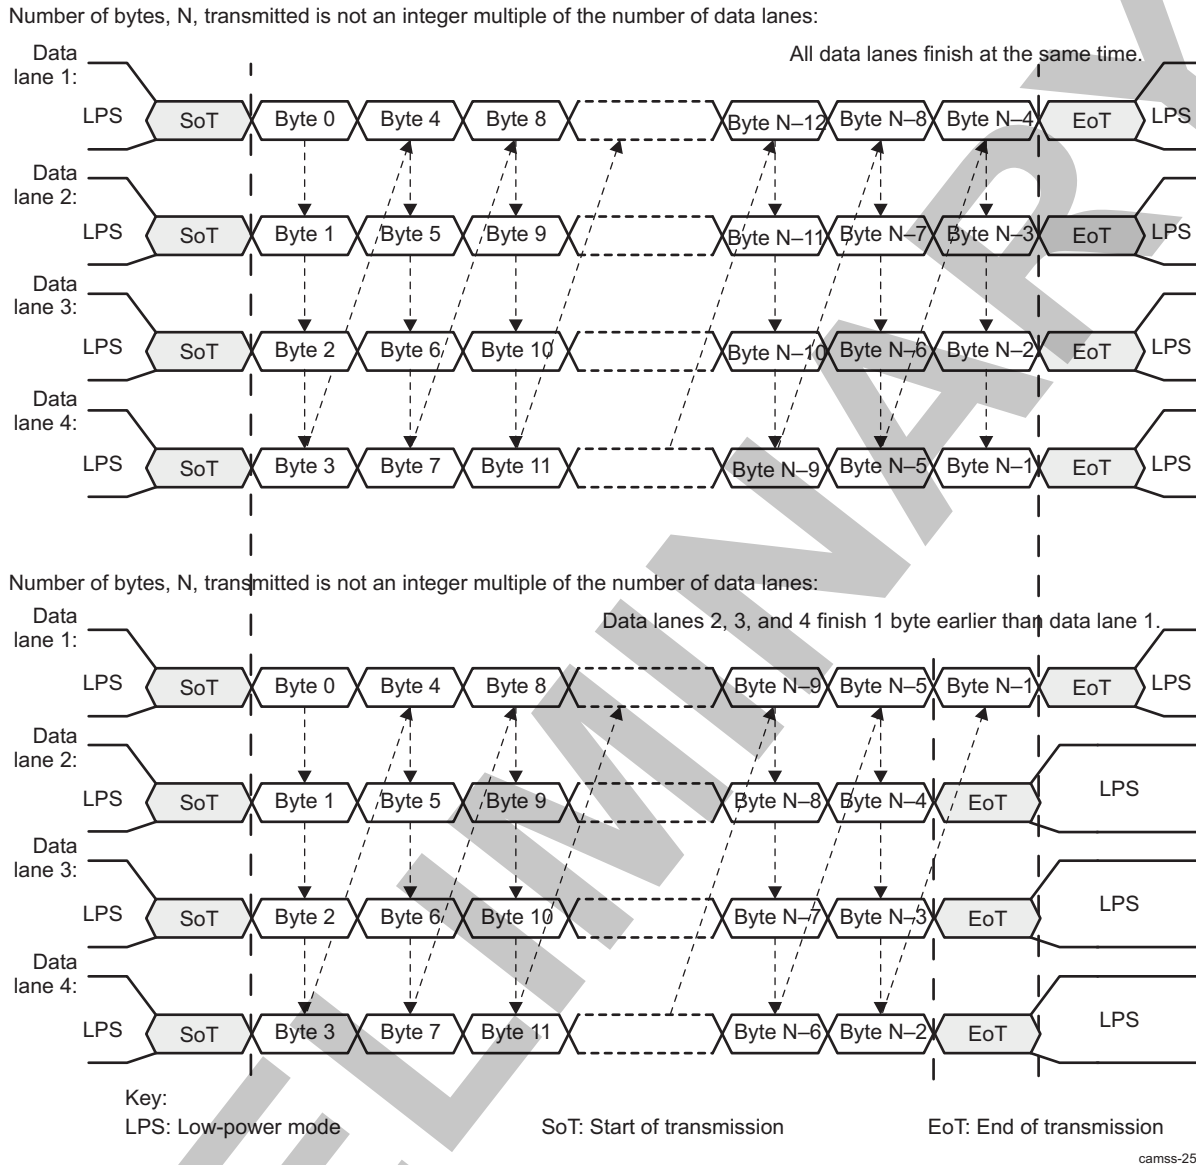 Number of bytes, N, transmitted is not an integer multiple of the number of data lanes:
All data lanes finish at the same time.
Data
lane 1:
LPS SoT Byte 0 Byte 4 Byte 8 Byte N–12 Byte N–8 Byte N–4 EoT LPS
Data
lane 2:
LPS SoT Byte 1 Byte 5 Byte 9 Byte N–11 Byte N–7 Byte N–3 EoT LPS
Data
lane 3:
LPS SoT Byte 2 Byte 6 Byte 10 Byte N–10 Byte N–6 Byte N–2 EoT LPS
Data
lane 4:
LPS SoT Byte 3 Byte 7 Byte 11 Byte N–9 Byte N–5 Byte N–1 EoT LPS
Number of bytes, N, transmitted is not an integer multiple of the number of data lanes:
Data lanes 2, 3, and 4 finish 1 byte earlier than data lane 1.
Data
lane 1:
LPS SoT Byte 0 Byte 4 Byte 8 Byte N–9 Byte N–5 Byte N–1 EoT LPS
Data
lane 2:
LPS SoT Byte 1 Byte 5 Byte 9 Byte N–8 Byte N–4 EoT LPS
Data
lane 3:
LPS SoT Byte 2 Byte 6 Byte 10 Byte N–7 Byte N–3 EoT LPS
Data
lane 4:
LPS SoT Byte 3 Byte 7 Byte 11 Byte N–6 Byte N–2 EoT LPS
Key:
LPS: Low-power mode SoT: Start of transmission EoT: End of transmission
camss-25